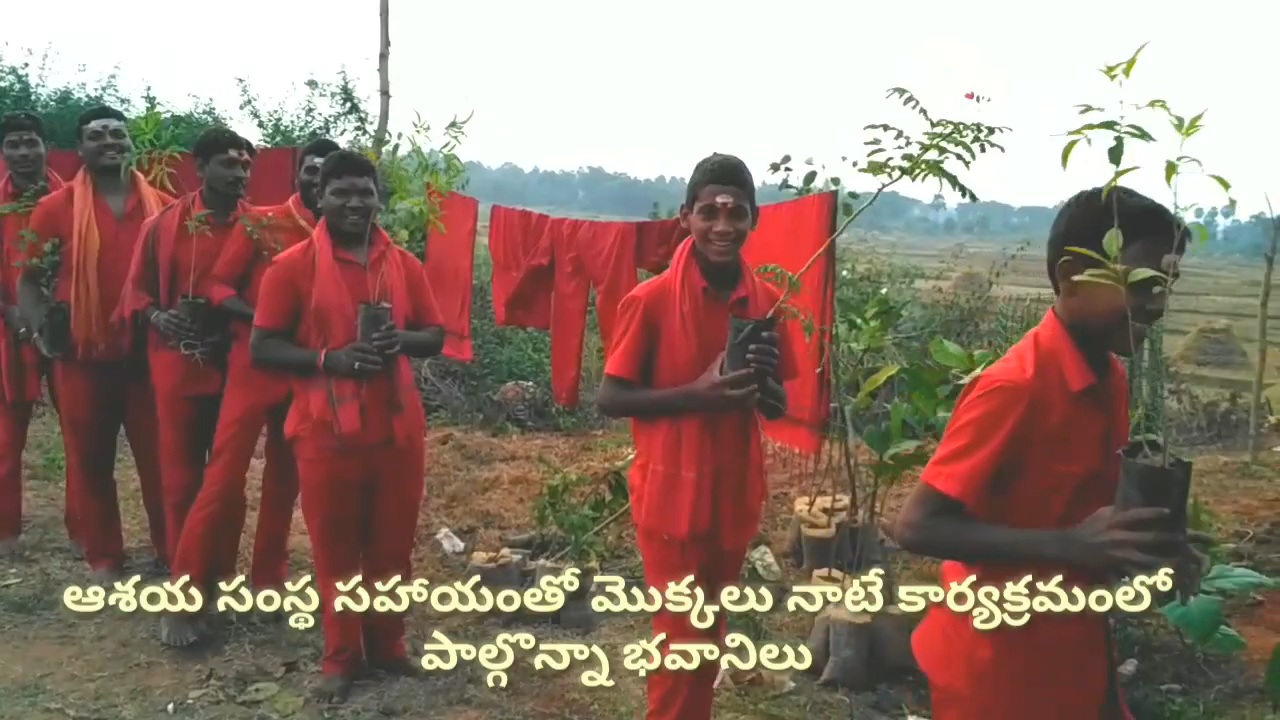 ఆశయ సంస్థ సహాయంతో మొక్కలు నాటే కార్యక్రమంలో
పాల్గొన్నా భవానిలు